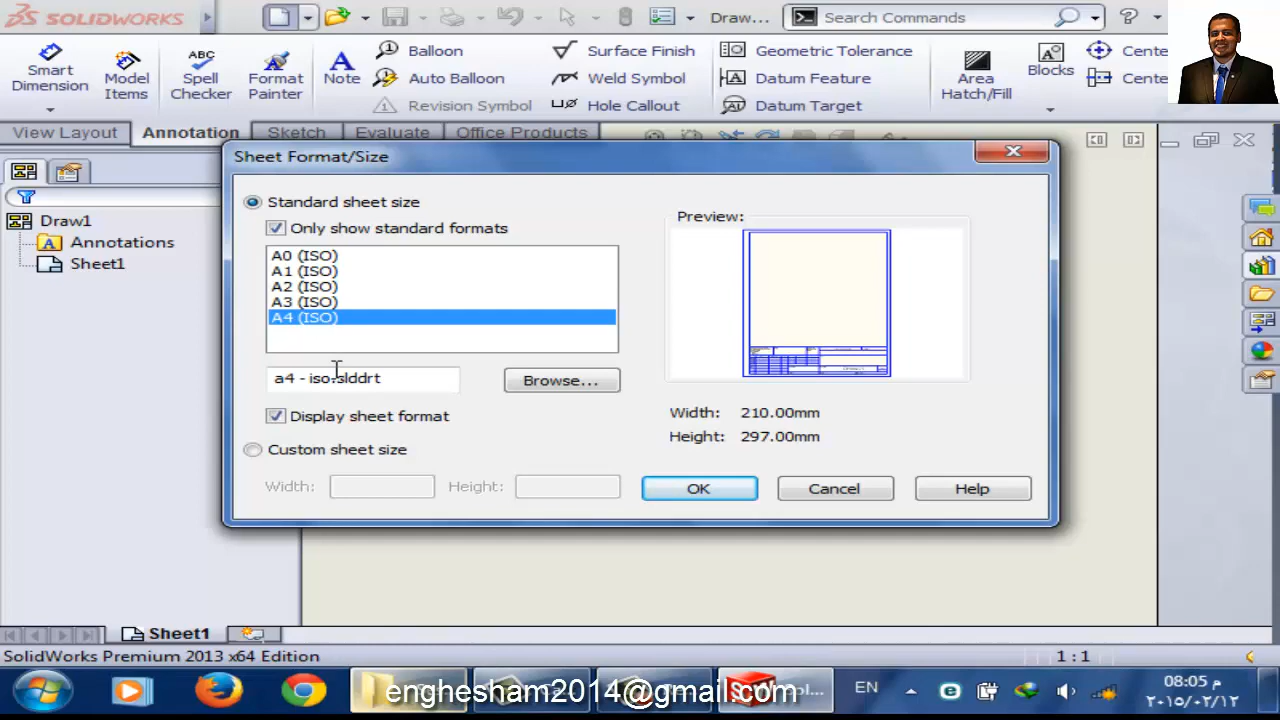 SOLIDWORKS
Draw...
Search Commands
Smart Dimension
Model Items
Spell Checker
Format Painter
Note
Balloon
Auto Balloon
Revision Symbol
Surface Finish
Weld Symbol
Hole Callout
Geometric Tolerance
Datum Feature
Datum Target
Area Hatch/Fill
Blocks
Cente
Cente
View Layout
Annotation
Sketch
Evaluate
Office Products
Draw1
Annotations
Sheet1
Sheet Format/Size
Standard sheet size
Only show standard formats
A0 (ISO)
A1 (ISO)
A2 (ISO)
A3 (ISO)
A4 (ISO)
a4 - iso.slddrt
Browse...
Display sheet format
Custom sheet size
Width:
Height:
Preview:
Width: 210.00mm
Height: 297.00mm
OK
Cancel
Help
Sheet1
SolidWorks Premium 2013 x64 Edition
1 : 1
enghesham2014@gmail.com
EN
08:05 م
٢٠١٥/٠٢/١٢